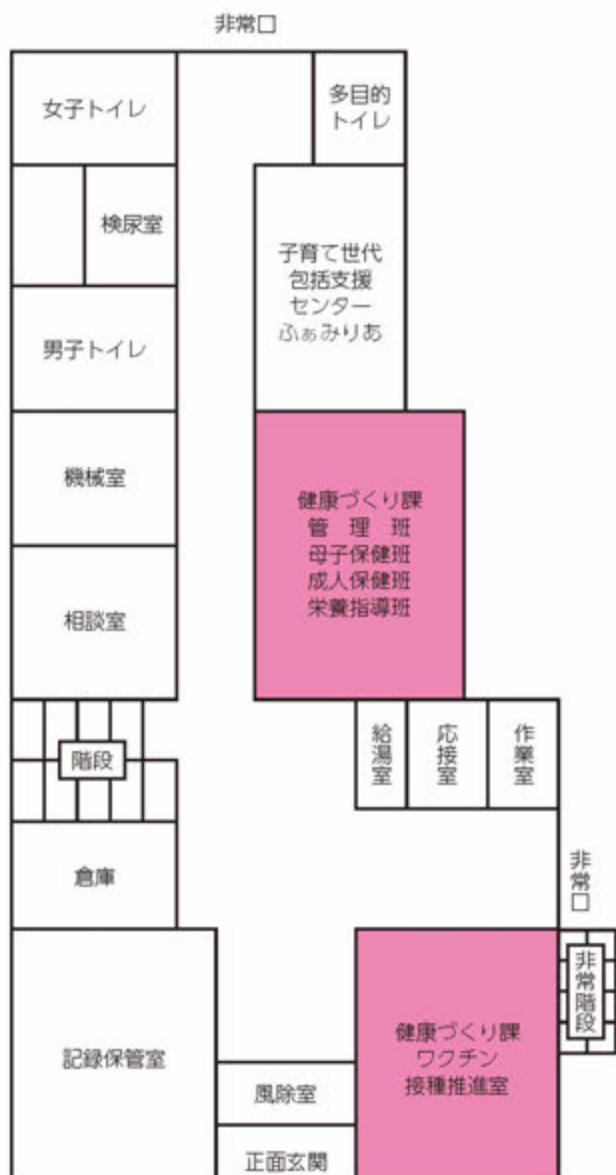 非常口
女子トイレ
多目的
トイレ
検尿室
子育て世代
包括支援
センター
ふぁみりあ
男子トイレ
機械室
健康づくり課
管理班
母子保健班
成人保健班
栄養指導班
相談室
給湯室
応接室
作業室
階段
倉庫
非常口
非常階段
記録保管室
健康づくり課
ワクチン
接種推進室
風除室
正面玄関